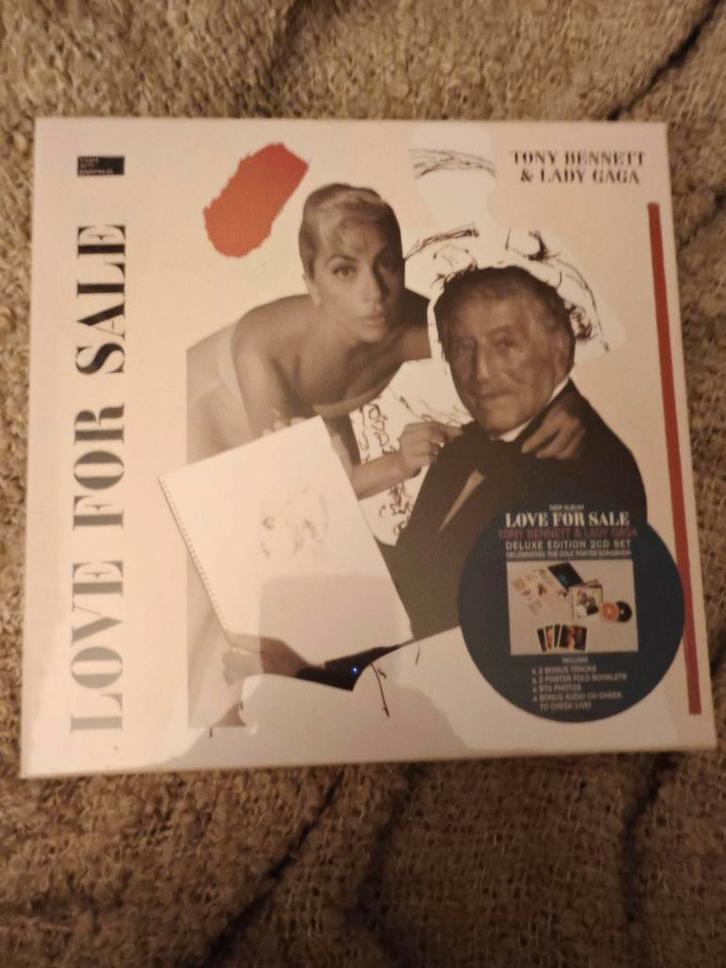 TONY BENNETT
& LADY GAGA
LOVE FOR SALE
NEW ALBUM
LOVE FOR SALE
TONY BENNETT & LADY GAGA
DELUXE EDITION 2CD SET
CELEBRATING THE COLE PORTER SONGBOOK
INCLUDES
2 BONUS TRACKS
2 POSTER FOLD BOOKLETS
BTS PHOTOS
BONUS AUDIO CD CHEEK
TO CHEEK LIVE!